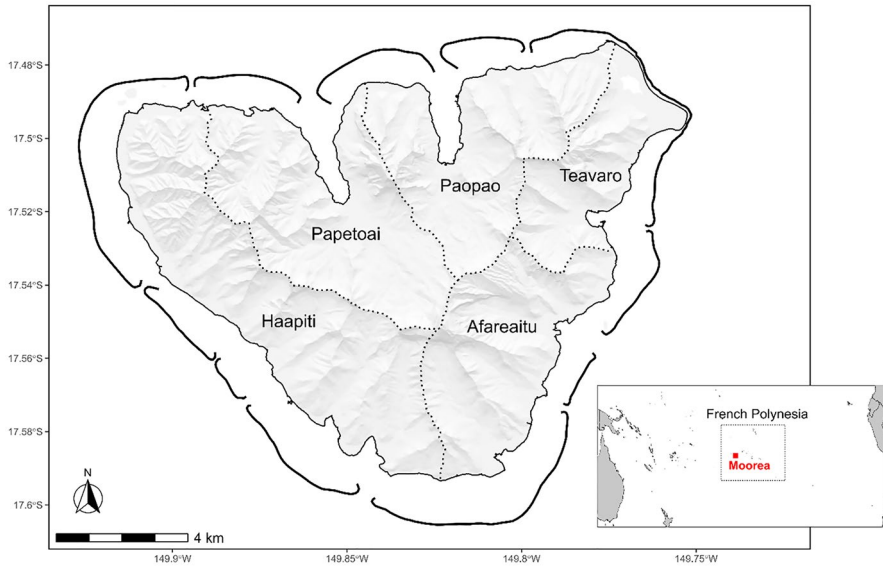 17.48°S
17.5°S
17.52°S
17.54°S
17.56°S
17.58°S
17.6°S
Paopao
Teavaro
Papetoai
Haapiti
Afareaitu
French Polynesia
Moorea
N
4 km
149.9°W
149.85°W
149.8°W
149.75°W